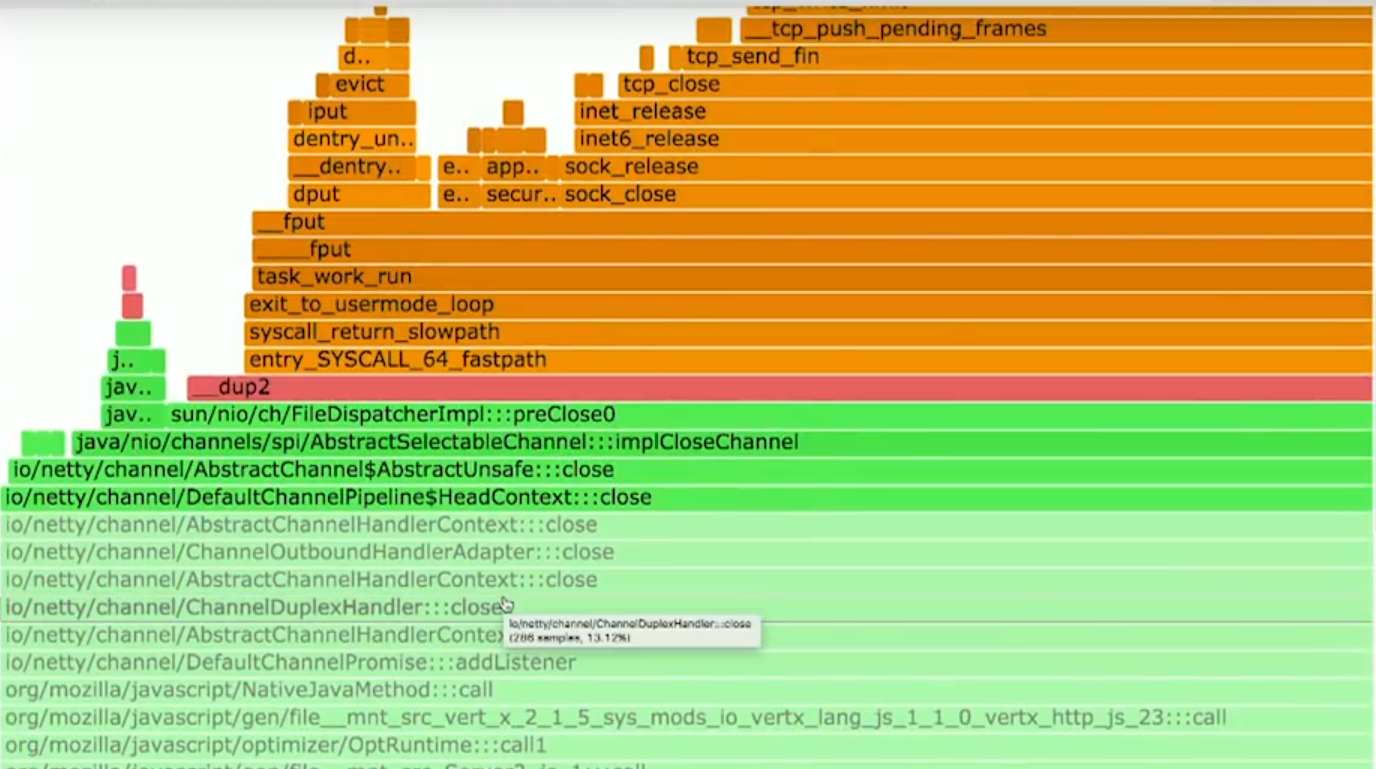 __tcp_push_pending_frames
d.. tcp_send_fin
evict tcp_close
iput inet_release
dentry_un.. inet6_release
__dentry.. e.. app.. sock_release
dput e.. secur.. sock_close
__fput
____fput
task_work_run
exit_to_usermode_loop
syscall_return_slowpath
j.. entry_SYSCALL_64_fastpath
jav.. __dup2
jav.. sun/nio/ch/FileDispatcherImpl:::preClose0
java/nio/channels/spi/AbstractSelectableChannel:::implCloseChannel
io/netty/channel/AbstractChannel$AbstractUnsafe:::close
io/netty/channel/DefaultChannelPipeline$HeadContext:::close
io/netty/channel/AbstractChannelHandlerContext:::close
io/netty/channel/ChannelOutboundHandlerAdapter:::close
io/netty/channel/AbstractChannelHandlerContext:::close
io/netty/channel/ChannelDuplexHandler:::close
io/netty/channel/ChannelDuplexHandler:::close
(286 samples, 13.12%)
io/netty/channel/AbstractChannelHandlerContex
io/netty/channel/DefaultChannelPromise:::addListener
org/mozilla/javascript/NativeJavaMethod:::call
org/mozilla/javascript/gen/file__mnt_src_vert_x_2_1_5_sys_mods_io_vertx_lang_js_1_1_0_vertx_http_js_23:::call
org/mozilla/javascript/optimizer/OptRuntime:::call1